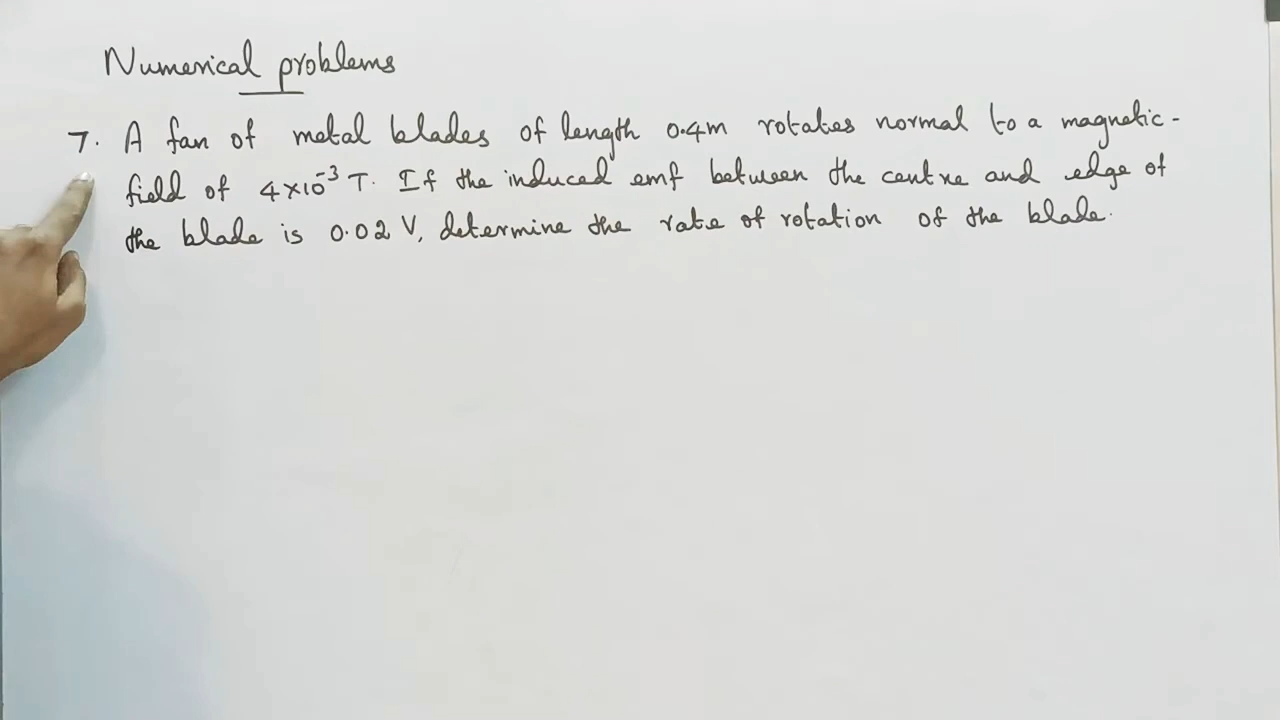 Numerical problems
7. A fan of metal blades of length 0.4m rotates normal to a magnetic-
field of 4×10⁻³ T. If the induced emf between the centre and edge of
the blade is 0.02 V, determine the rate of rotation of the blade.